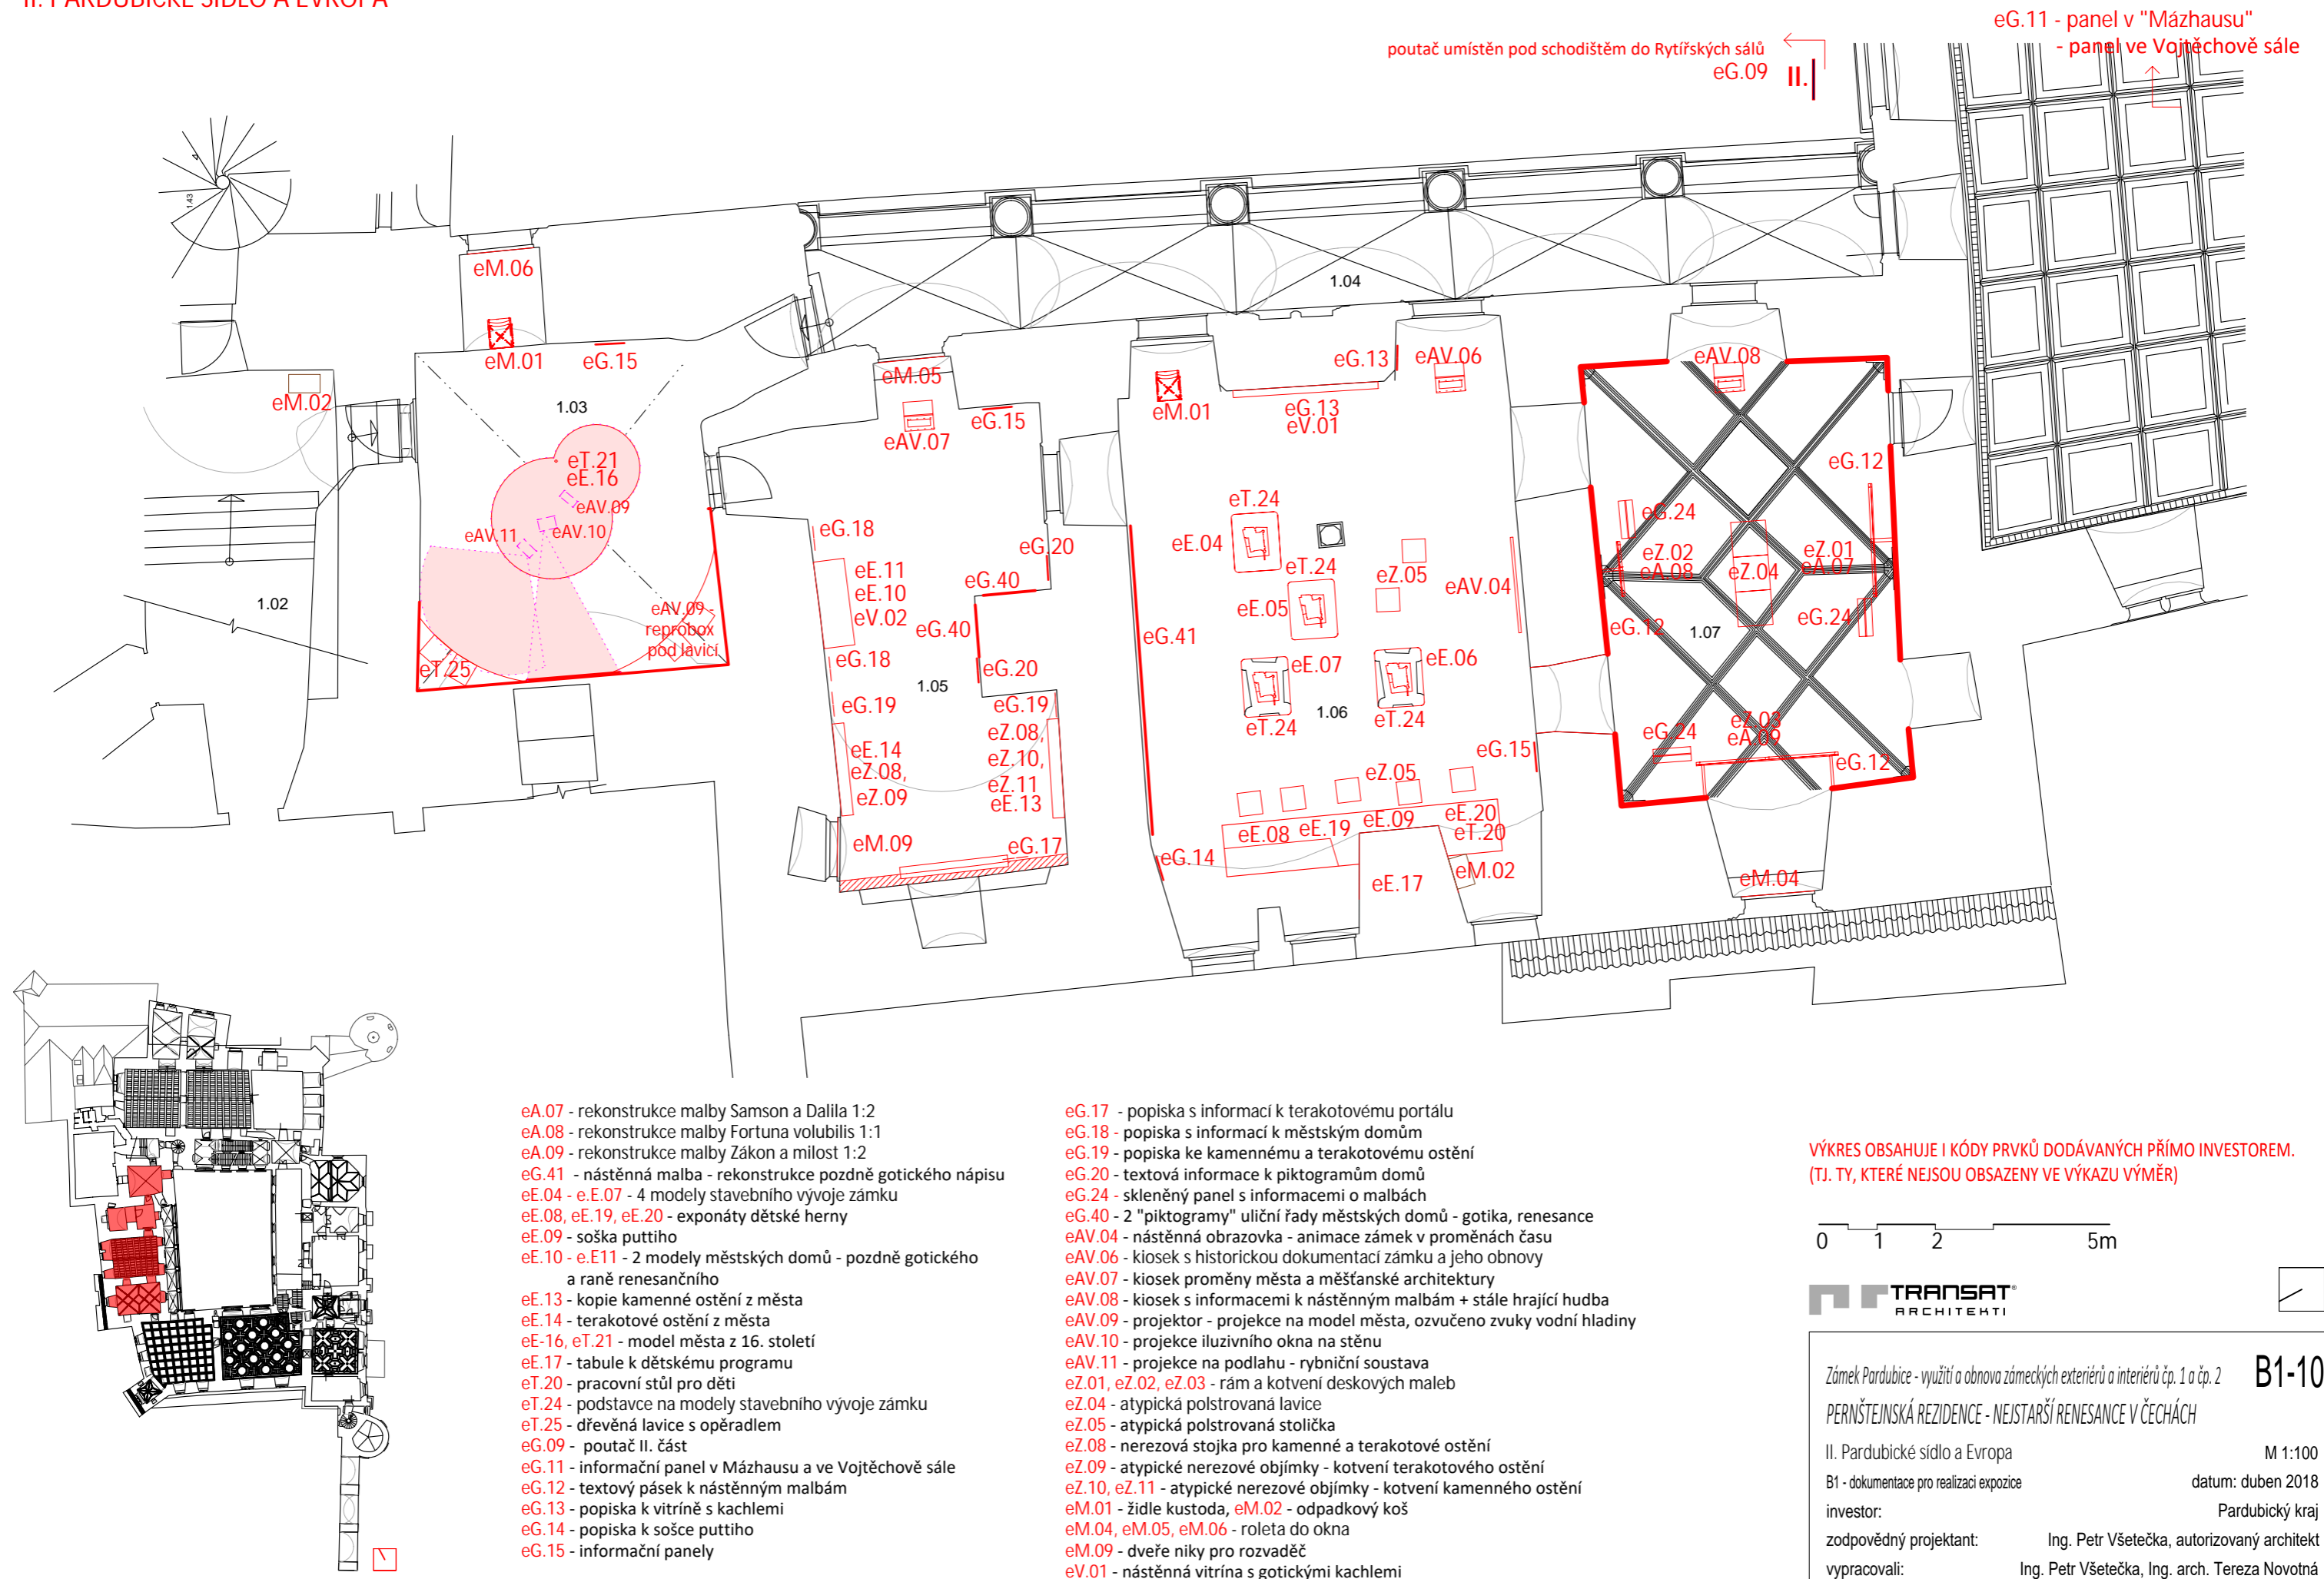 II. PARDUBICKÉ SÍDLO A EVROPA
eG.11 - panel v "Mázhausu"
- panel ve Vojtěchově sále
poutač umístěn pod schodištěm do Rytířských sálů
eG.09
II.
1.43
eM.06
eM.01
eG.15
eM.02
1.03
eT.21
eE.16
eAV.09
eAV.10
eAV.11
eAV.09 -
reprobox
pod lavicí
eT.25
1.02
1.04
eM.05
eAV.07
eG.15
eG.18
eE.11
eE.10
eV.02
eG.18
eG.19
eE.14
eZ.08,
eZ.09
eM.09
eG.20
eG.40
eG.40
eG.20
1.05
eG.19
eZ.08,
eZ.10,
eZ.11
eE.13
eG.17
eM.01
eG.13
eG.13
eV.01
eAV.06
eT.24
eE.04
eT.24
eE.05
eZ.05
eAV.04
eG.41
eE.07
eE.06
eT.24
1.06
eT.24
eG.15
eZ.05
eE.08
eE.19
eE.09
eE.20
eT.20
eG.14
eE.17
eM.02
eAV.08
eG.12
eG.24
eZ.02
eA.08
eZ.04
eZ.01
eA.07
eG.12
1.07
eG.24
eG.24
eZ.03
eA.09
eG.12
eM.04
eA.07 - rekonstrukce malby Samson a Dalila 1:2
eA.08 - rekonstrukce malby Fortuna volubilis 1:1
eA.09 - rekonstrukce malby Zákon a milost 1:2
eG.41 - nástěnná malba - rekonstrukce pozdně gotického nápisu
eE.04 - e.E.07 - 4 modely stavebního vývoje zámku
eE.08, eE.19, eE.20 - exponáty dětské herny
eE.09 - soška puttiho
eE.10 - e.E11 - 2 modely městských domů - pozdně gotického
a raně renesančního
eE.13 - kopie kamenné ostění z města
eE.14 - terakotové ostění z města
eE-16, eT.21 - model města z 16. století
eE.17 - tabule k dětskému programu
eT.20 - pracovní stůl pro děti
eT.24 - podstavce na modely stavebního vývoje zámku
eT.25 - dřevěná lavice s opěradlem
eG.09 - poutač II. část
eG.11 - informační panel v Mázhausu a ve Vojtěchově sále
eG.12 - textový pásek k nástěnným malbám
eG.13 - popiska k vitríně s kachlemi
eG.14 - popiska k sošce puttiho
eG.15 - informační panely
eG.17 - popiska s informací k terakotovému portálu
eG.18 - popiska s informací k městským domům
eG.19 - popiska ke kamennému a terakotovému ostění
eG.20 - textová informace k piktogramům domů
eG.24 - skleněný panel s informacemi o malbách
eG.40 - 2 "piktogramy" uliční řady městských domů - gotika, renesance
eAV.04 - nástěnná obrazovka - animace zámek v proměnách času
eAV.06 - kiosek s historickou dokumentací zámku a jeho obnovy
eAV.07 - kiosek proměny města a měšťanské architektury
eAV.08 - kiosek s informacemi k nástěnným malbám + stále hrající hudba
eAV.09 - projektor - projekce na model města, ozvučeno zvuky vodní hladiny
eAV.10 - projekce iluzivního okna na stěnu
eAV.11 - projekce na podlahu - rybniční soustava
eZ.01, eZ.02, eZ.03 - rám a kotvení deskových maleb
eZ.04 - atypická polstrovaná lavice
eZ.05 - atypická polstrovaná stolička
eZ.08 - nerezová stojka pro kamenné a terakotové ostění
eZ.09 - atypické nerezové objímky - kotvení terakotového ostění
eZ.10, eZ.11 - atypické nerezové objímky - kotvení kamenného ostění
eM.01 - židle kustoda, eM.02 - odpadkový koš
eM.04, eM.05, eM.06 - roleta do okna
eM.09 - dveře niky pro rozvaděč
eV.01 - nástěnná vitrína s gotickými kachlemi
VÝKRES OBSAHUJE I KÓDY PRVKŮ DODÁVANÝCH PŘÍMO INVESTOREM.
(TJ. TY, KTERÉ NEJSOU OBSAZENY VE VÝKAZU VÝMĚR)
0 1 2 5m
TRANSAT®
ARCHITEKTI
Zámek Pardubice - využití a obnova zámeckých exteriérů a interiérů čp. 1 a čp. 2
B1-10
PERNŠTEJNSKÁ REZIDENCE - NEJSTARŠÍ RENESANCE V ČECHÁCH
II. Pardubické sídlo a Evropa M 1:100
B1 - dokumentace pro realizaci expozice datum: duben 2018
investor: Pardubický kraj
zodpovědný projektant: Ing. Petr Všetečka, autorizovaný architekt
vypracovali: Ing. Petr Všetečka, Ing. arch. Tereza Novotná